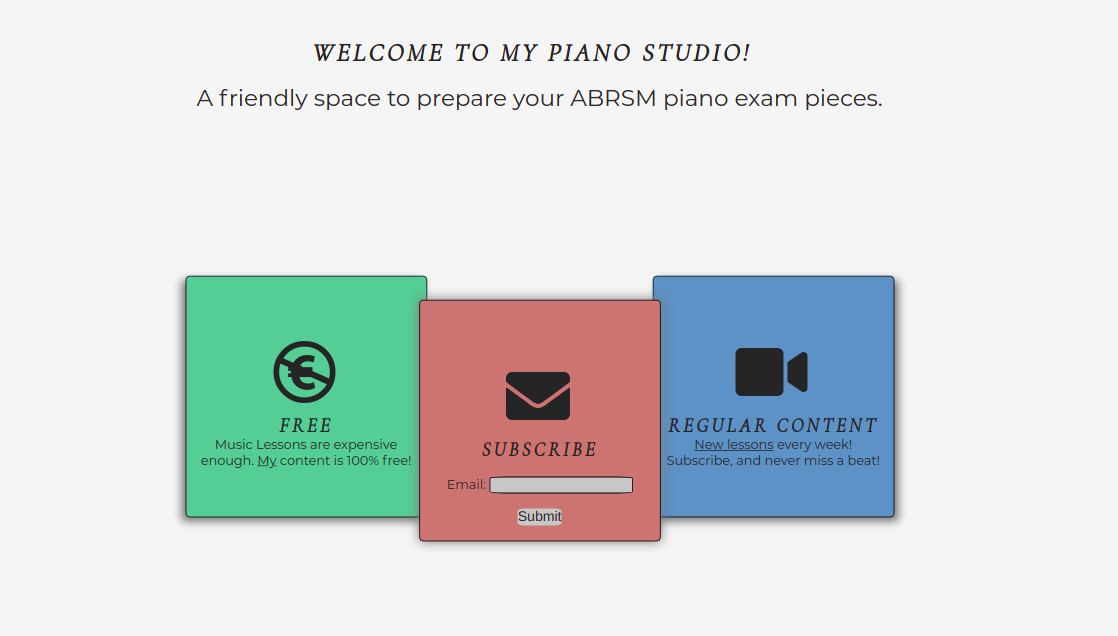 WELCOME TO MY PIANO STUDIO!
A friendly space to prepare your ABRSM piano exam pieces.
FREE
Music Lessons are expensive
enough. My content is 100% free!
SUBSCRIBE
Email:
Submit
REGULAR CONTENT
New lessons every week!
Subscribe, and never miss a beat!